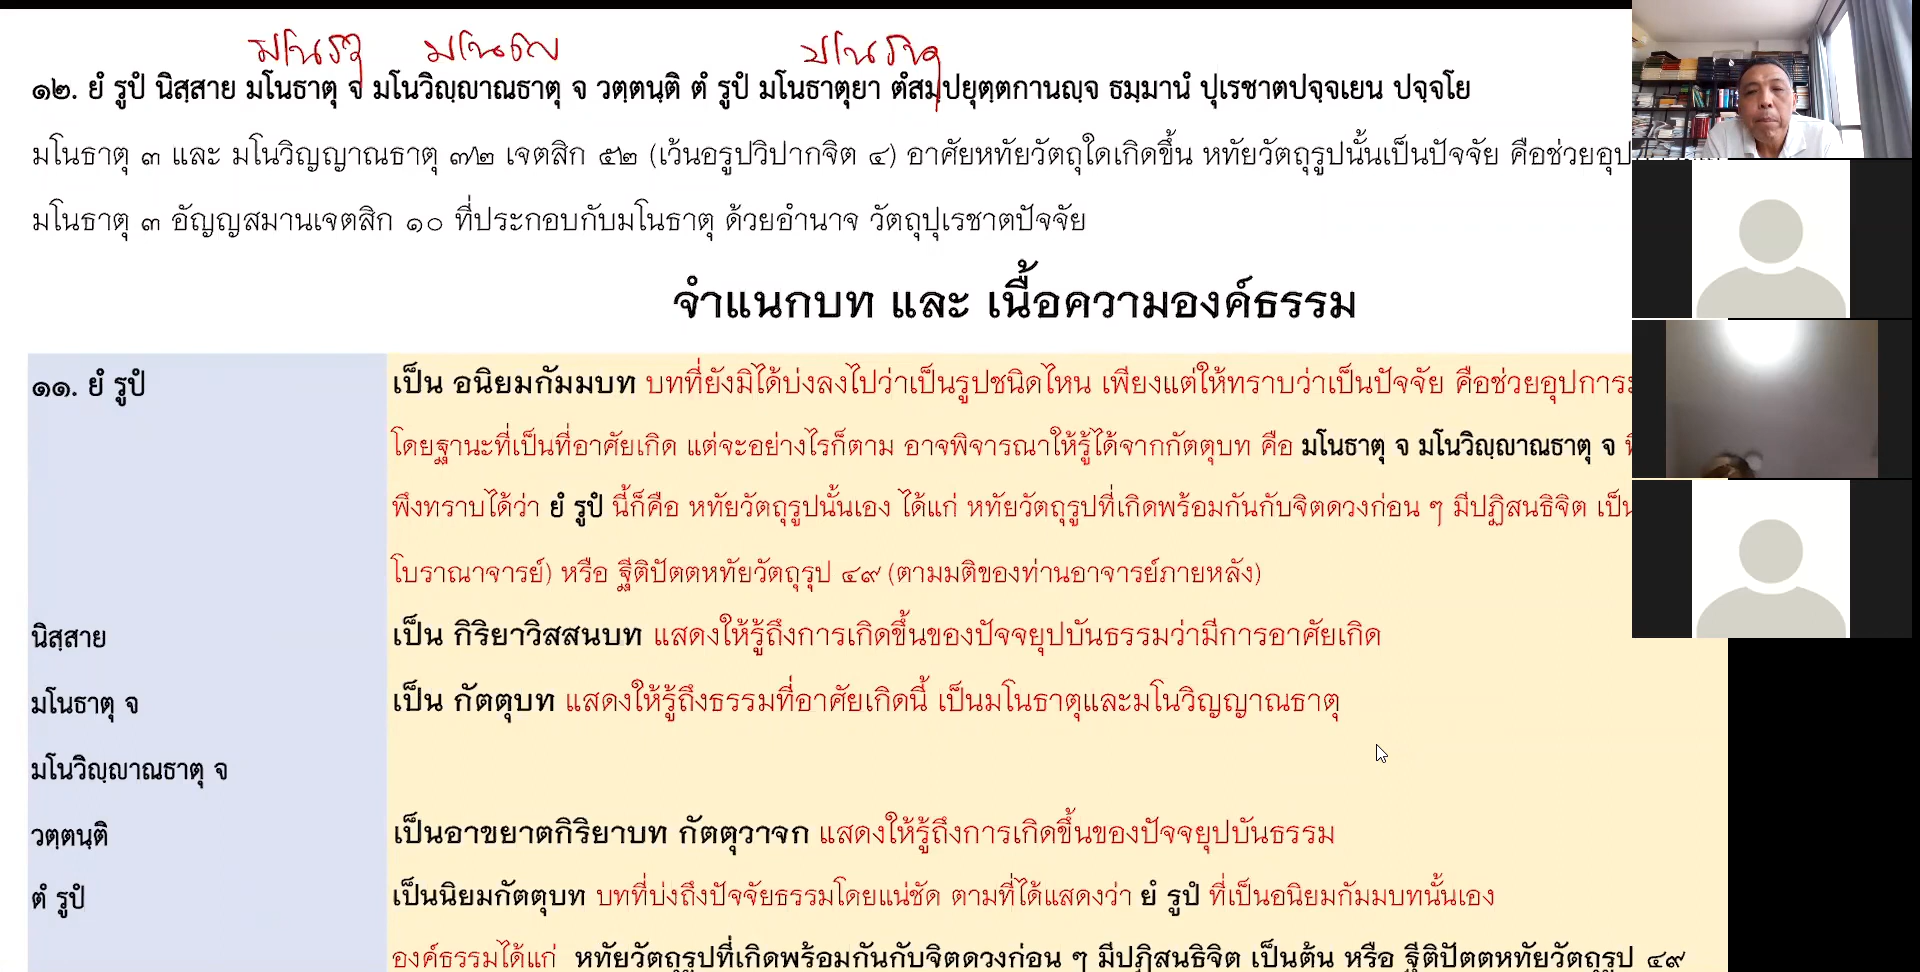 มโนธาตุ มโนวิญ มโนธาตุ
๑๒. ยํ รูปํ นิสฺสาย มโนธาตุ จ มโนวิญฺญาณธาตุ จ วตฺตนฺติ ตํ รูปํ มโนธาตุยา ตํสมฺปยุตฺตกานญฺจ ธมฺมานํ ปุเรชาตปจฺจเยน ปจฺจโย
มโนธาตุ ๓ และ มโนวิญญาณธาตุ ๗๒ เจตสิก ๕๒ (เว้นอรูปวิปากจิต ๔) อาศัยหทัยวัตถุใดเกิดขึ้น หทัยวัตถุรูปนั้นเป็นปัจจัย คือช่วยอุป
มโนธาตุ ๓ อัญญสมานเจตสิก ๑๐ ที่ประกอบกับมโนธาตุ ด้วยอำนาจ วัตถุปุเรชาตปัจจัย
จำแนกบท และ เนื้อความองค์ธรรม
๑๑. ยํ รูปํ เป็น อนิยมกัมมบท บทที่ยังมิได้บ่งลงไปว่าเป็นรูปชนิดไหน เพียงแต่ให้ทราบว่าเป็นปัจจัย คือช่วยอุปการะ
โดยฐานะที่เป็นที่อาศัยเกิด แต่จะอย่างไรก็ตาม อาจพิจารณาให้รู้ได้จากกัตตุบท คือ มโนธาตุ จ มโนวิญฺญาณธาตุ จ
พึงทราบได้ว่า ยํ รูปํ นี้ก็คือ หทัยวัตถุรูปนั้นเอง ได้แก่ หทัยวัตถุรูปที่เกิดพร้อมกันกับจิตดวงก่อน ๆ มีปฏิสนธิจิต เป็น
โบราณาจารย์) หรือ ฐีติปัตตหทัยวัตถุรุป ๔๙ (ตามมติของท่านอาจารย์ภายหลัง)
นิสฺสาย เป็น กิริยาวิสสนบท แสดงให้รู้ถึงการเกิดขึ้นของปัจจยุปบันธรรมว่ามีการอาศัยเกิด
มโนธาตุ จ เป็น กัตตุบท แสดงให้รู้ถึงธรรมที่อาศัยเกิดนี้ เป็นมโนธาตุและมโนวิญญาณธาตุ
มโนวิญฺญาณธาตุ จ
วตฺตนฺติ เป็นอาขยาตกิริยาบท กัตตุวาจก แสดงให้รู้ถึงการเกิดขึ้นของปัจจยุปบันธรรม
ตํ รูปํ เป็นนิยมกัตตุบท บทที่บ่งถึงปัจจัยธรรมโดยแน่ชัด ตามที่ได้แสดงว่า ยํ รูปํ ที่เป็นอนิยมกัมมบทนั้นเอง
องค์ธรรมได้แก่ หทัยวัตถุรูปที่เกิดพร้อมกันกับจิตดวงก่อน ๆ มีปฏิสนธิจิต เป็นต้น หรือ ฐีติปัตตหทัยวัตถุรูป ๔๙